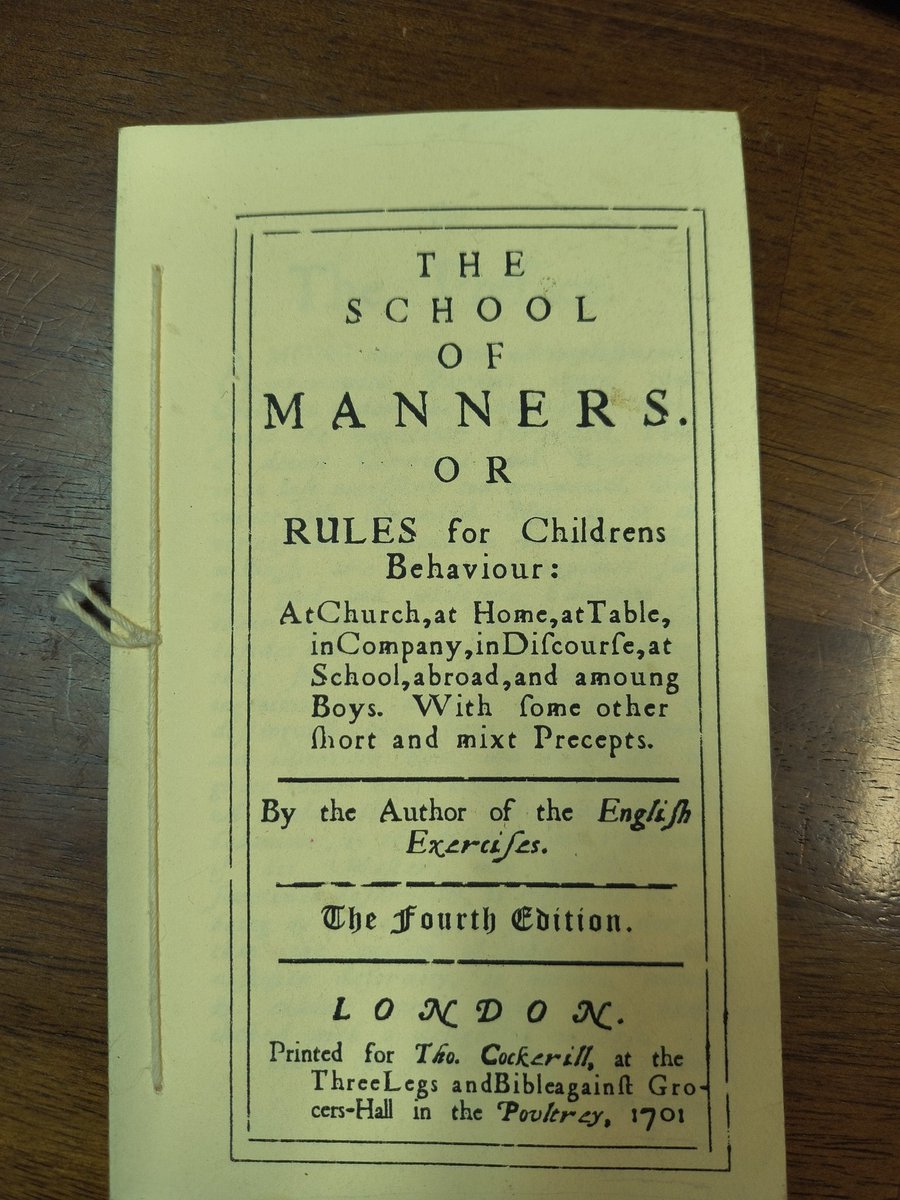 THE
SCHOOL
OF
MANNERS.
OR
RULES for Childrens
Behaviour:
AtChurch,at Home,atTable,
inCompany,inDiſcourſe,at
School,abroad,and amoung
Boys. With ſome other
ſhort and mixt Precepts.
By the Author of the Engliſh
Exerciſes.
The Fourth Edition.
LONDON.
Printed for Tho. Cockerill, at the
ThreeLegs andBibleagainſt Gro-
cers-Hall in the Poultrey, 1701